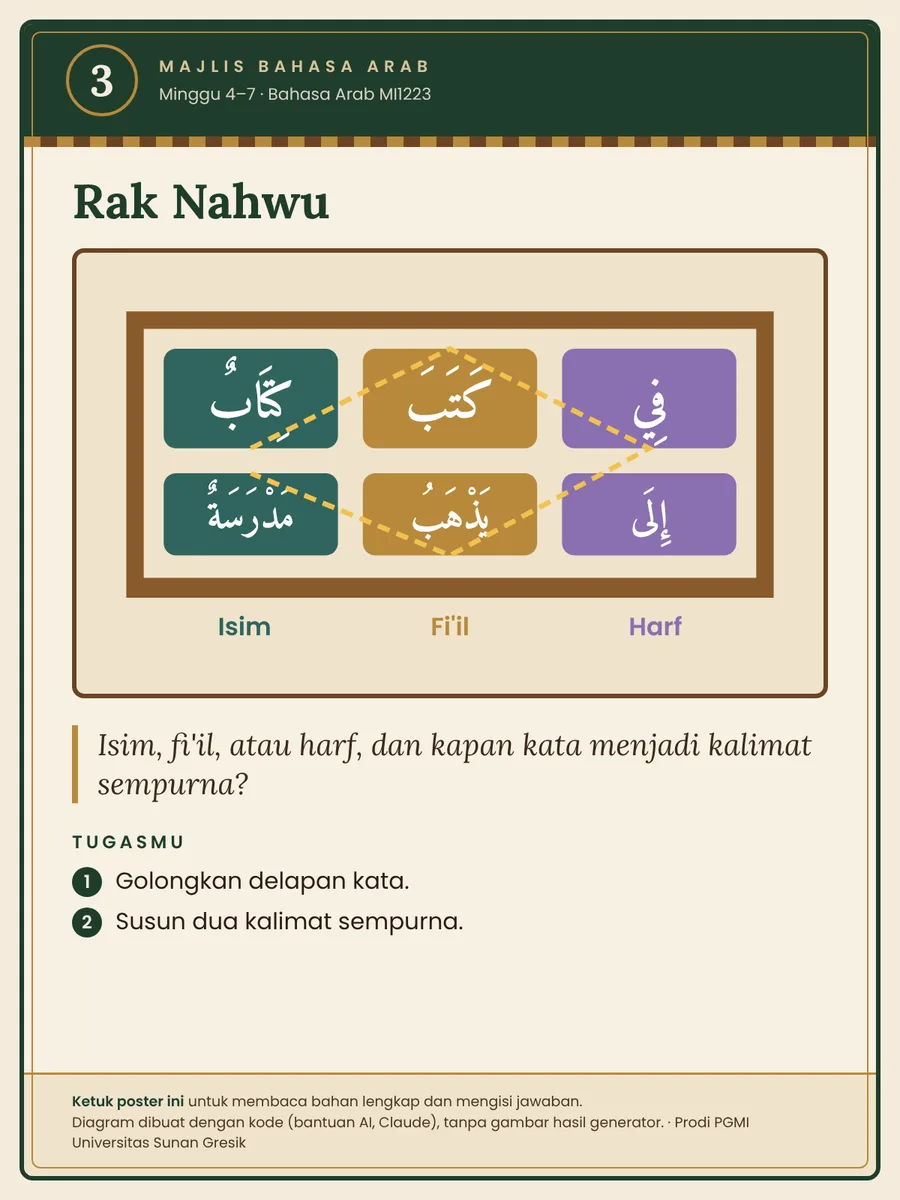 3
MAJLIS BAHASA ARAB
Minggu 4–7 · Bahasa Arab MI1223
Rak Nahwu
كِتَابٌ
كَتَبَ
فِي
مَدْرَسَةٌ
يَذْهَبُ
إِلَى
Isim
Fi'il
Harf
Isim, fi'il, atau harf, dan kapan kata menjadi kalimat
sempurna?
TUGASMU
1 Golongkan delapan kata.
2 Susun dua kalimat sempurna.
Ketuk poster ini untuk membaca bahan lengkap dan mengisi jawaban.
Diagram dibuat dengan kode (bantuan AI, Claude), tanpa gambar hasil generator. · Prodi PGMI
Universitas Sunan Gresik